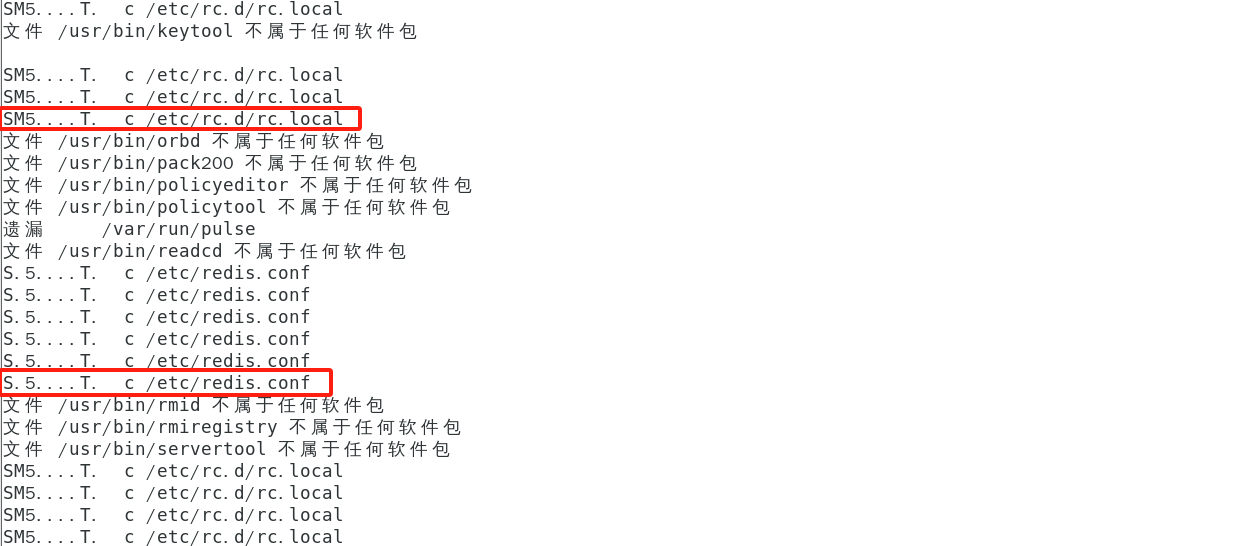 SM5....T.  c /etc/rc.d/rc.local
文件 /usr/bin/keytool 不属于任何软件包
SM5....T.  c /etc/rc.d/rc.local
SM5....T.  c /etc/rc.d/rc.local
SM5....T.  c /etc/rc.d/rc.local
文件 /usr/bin/orbd 不属于任何软件包
文件 /usr/bin/pack200 不属于任何软件包
文件 /usr/bin/policyeditor 不属于任何软件包
文件 /usr/bin/policytool 不属于任何软件包
遗漏     /var/run/pulse
文件 /usr/bin/readcd 不属于任何软件包
S.5....T.  c /etc/redis.conf
S.5....T.  c /etc/redis.conf
S.5....T.  c /etc/redis.conf
S.5....T.  c /etc/redis.conf
S.5....T.  c /etc/redis.conf
S.5....T.  c /etc/redis.conf
文件 /usr/bin/rmid 不属于任何软件包
文件 /usr/bin/rmiregistry 不属于任何软件包
文件 /usr/bin/servertool 不属于任何软件包
SM5....T.  c /etc/rc.d/rc.local
SM5....T.  c /etc/rc.d/rc.local
SM5....T.  c /etc/rc.d/rc.local
SM5....T.  c /etc/rc.d/rc.local